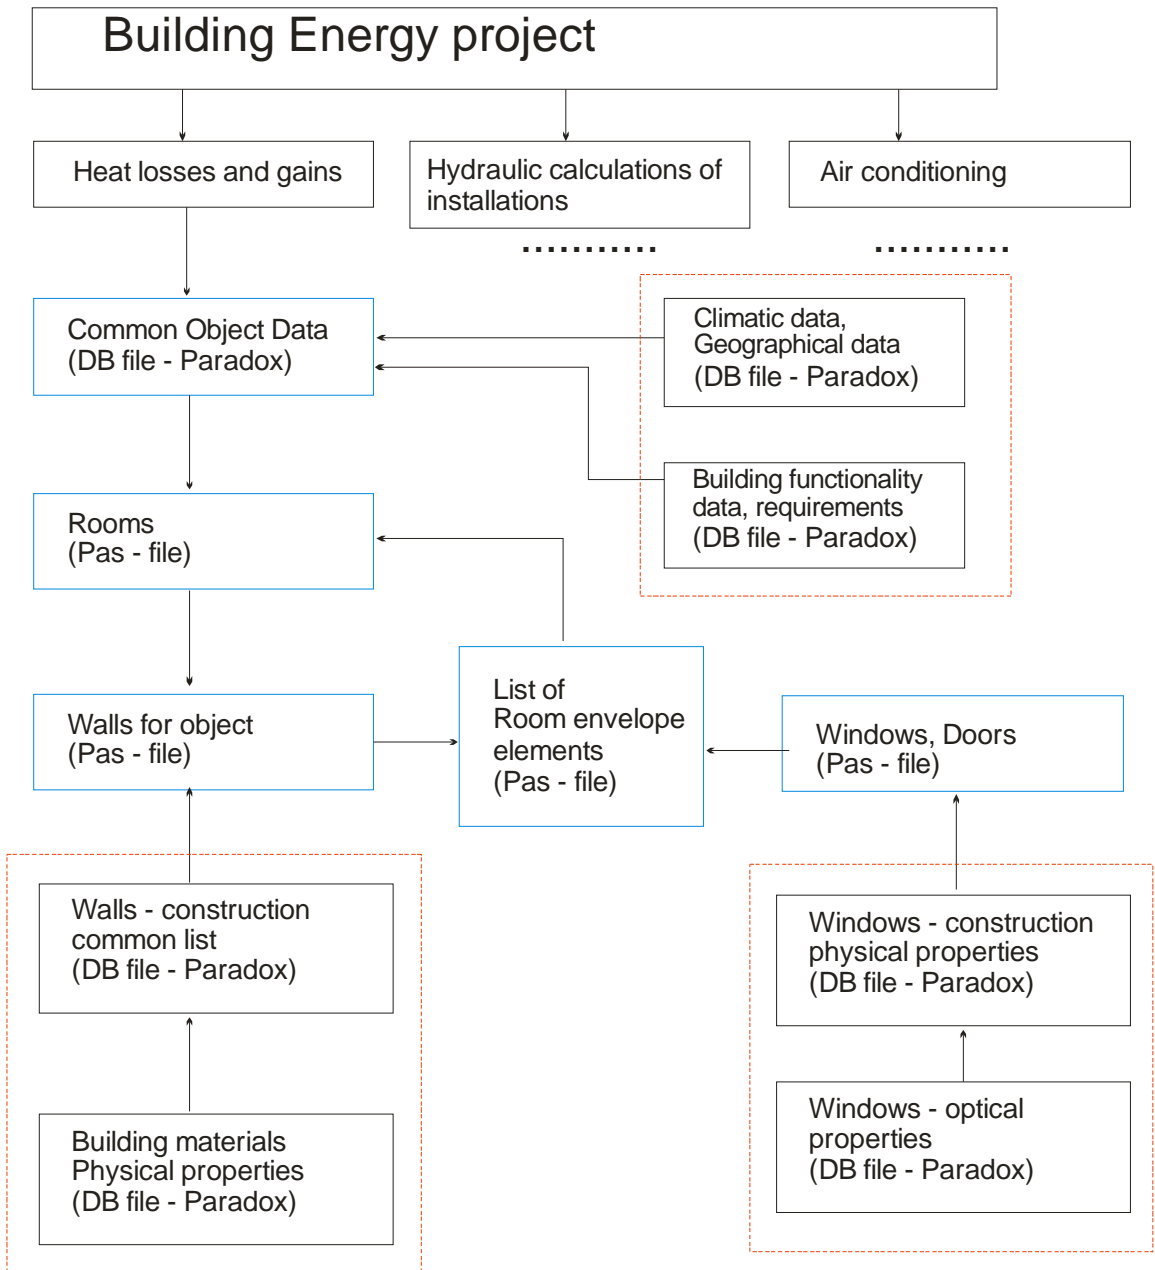 Building Energy project
Heat losses and gains
Hydraulic calculations of
installations
Air conditioning
Common Object Data
(DB file - Paradox)
Climatic data,
Geographical data
(DB file - Paradox)
Building functionality
data, requirements
(DB file - Paradox)
Rooms
(Pas - file)
Walls for object
(Pas - file)
List of
Room envelope
elements
(Pas - file)
Windows, Doors
(Pas - file)
Walls - construction
common list
(DB file - Paradox)
Windows - construction
physical properties
(DB file - Paradox)
Building materials
Physical properties
(DB file - Paradox)
Windows - optical
properties
(DB file - Paradox)